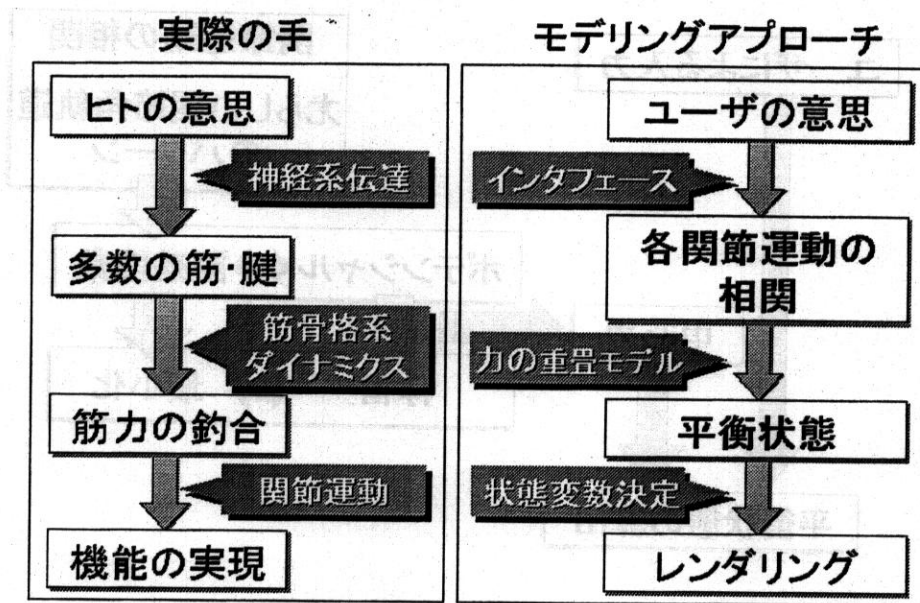 実際の手
ヒトの意思
神経系伝達
多数の筋・腱
筋骨格系
ダイナミクス
筋力の釣合
関節運動
機能の実現
モデリングアプローチ
ユーザの意思
インタフェース
各関節運動の
相関
力の重畳モデル
平衡状態
状態変数決定
レンダリング